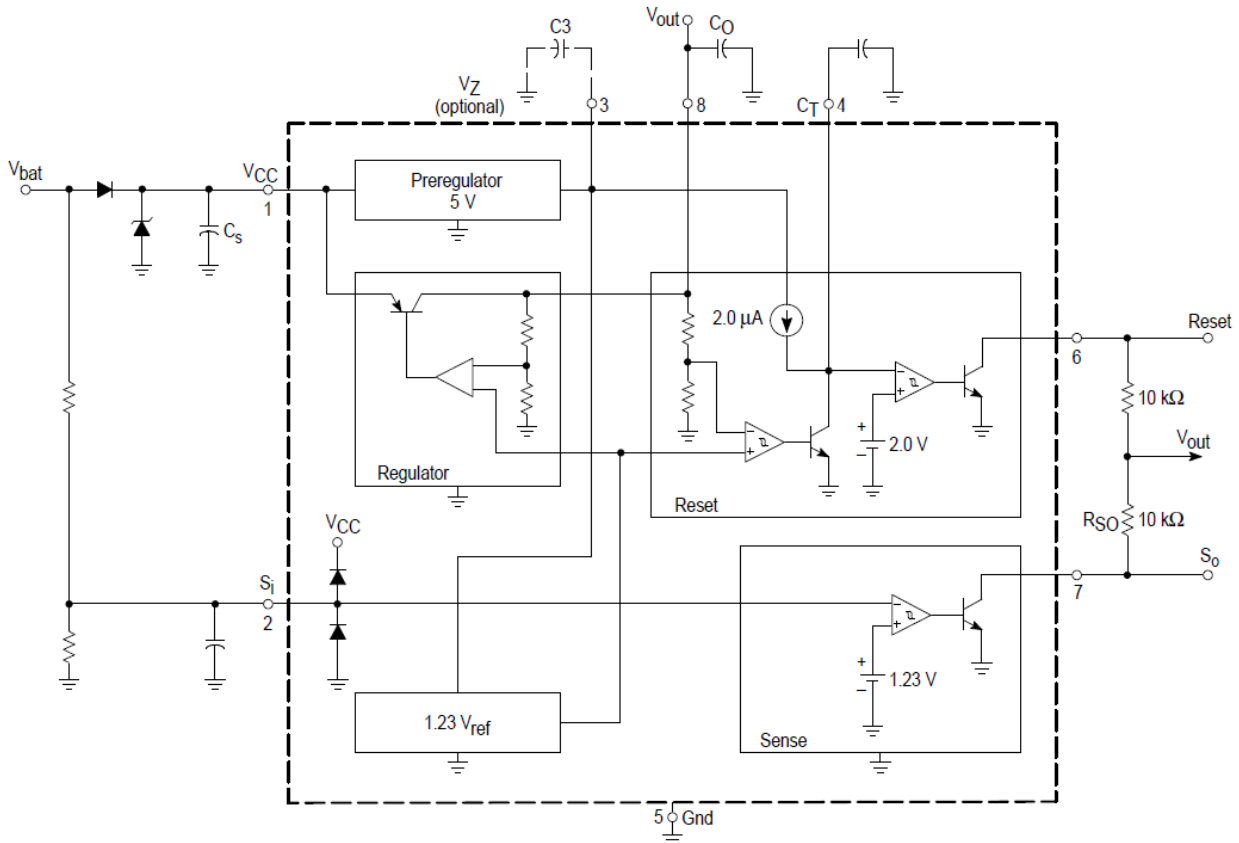 Vout
C3
CO
VZ
(optional)
3
8
CT
4
Vbat
VCC
1
Preregulator
5 V
Cs
2.0 µA
Reset
6
10 kΩ
2.0 V
Vout
Regulator
Reset
RSO
10 kΩ
VCC
Si
2
So
7
1.23 V
1.23 Vref
Sense
5
Gnd